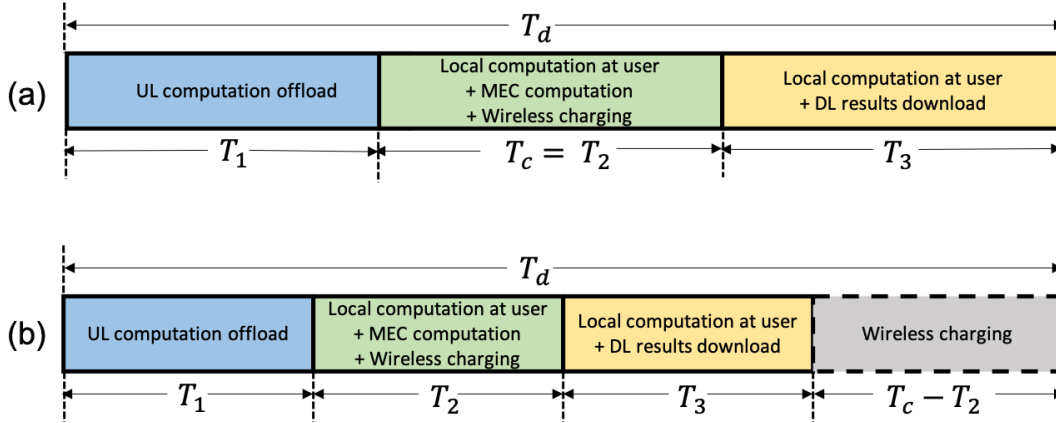 T_d
(a)
UL computation offload
Local computation at user
+ MEC computation
+ Wireless charging
Local computation at user
+ DL results download
T_1
T_c = T_2
T_3
T_d
(b)
UL computation offload
Local computation at user
+ MEC computation
+ Wireless charging
Local computation at user
+ DL results download
Wireless charging
T_1
T_2
T_3
T_c − T_2